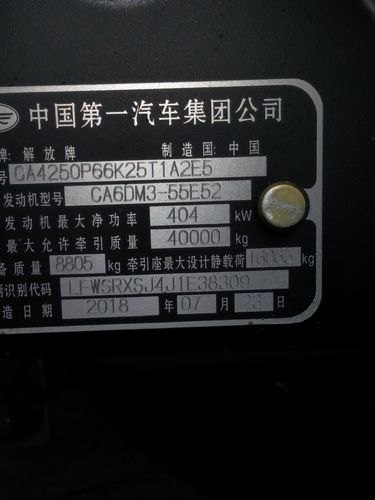 中国第一汽车集团公司
牌: 解放牌 制造国: 中国
号 CA4250P66K25T1A2E5
发动机型号 CA6DM3-55E52
发动机最大净功率 404 kW
最大允许牵引质量 40000 kg
备质量 8805 kg 牵引座最大设计静载荷 kg
识别代码 LFWSRXSJ4J1E38309
造日期 2018 年 07 月 23 日